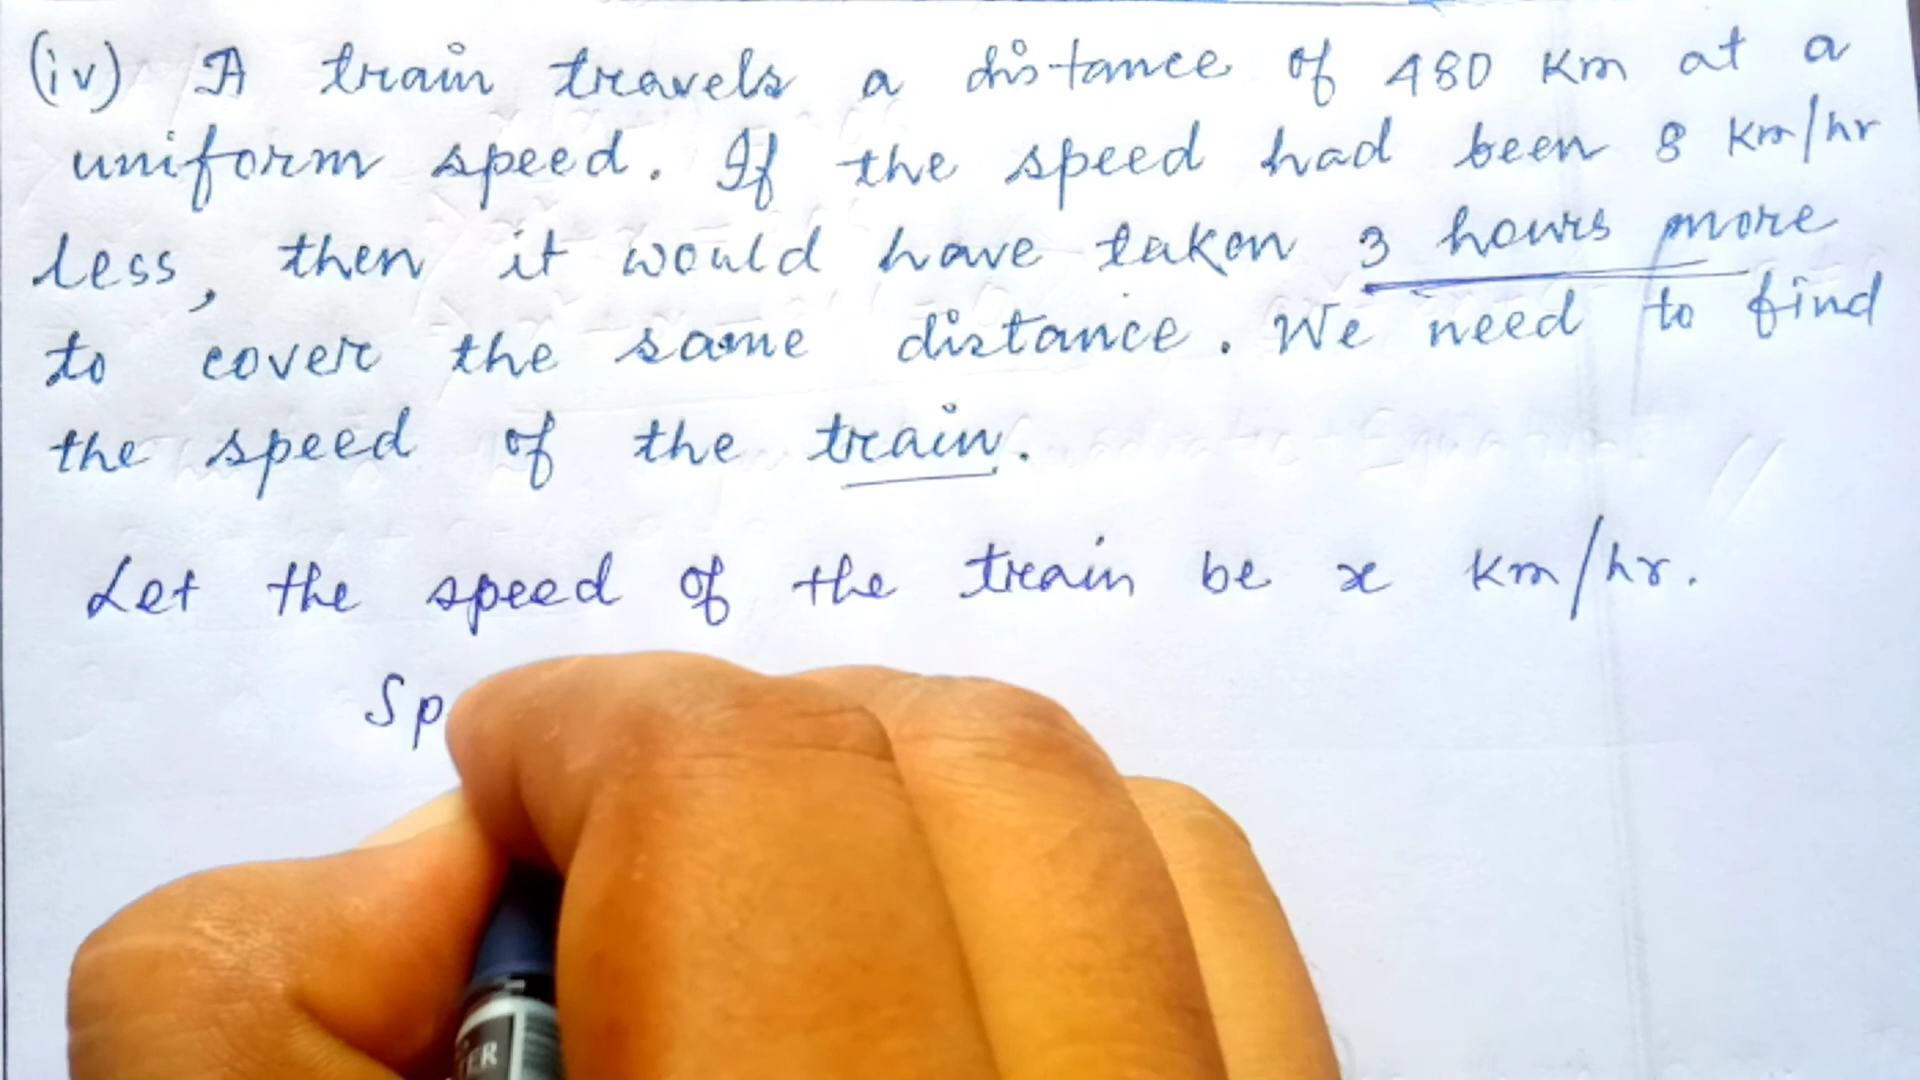 (iv) A train travels a distance of 480 Km at a
uniform speed. If the speed had been 8 Km/hr
less, then it would have taken 3 hours more
to cover the same distance. We need to find
the speed of the train.
Let the speed of the train be x Km/hr.
Sp